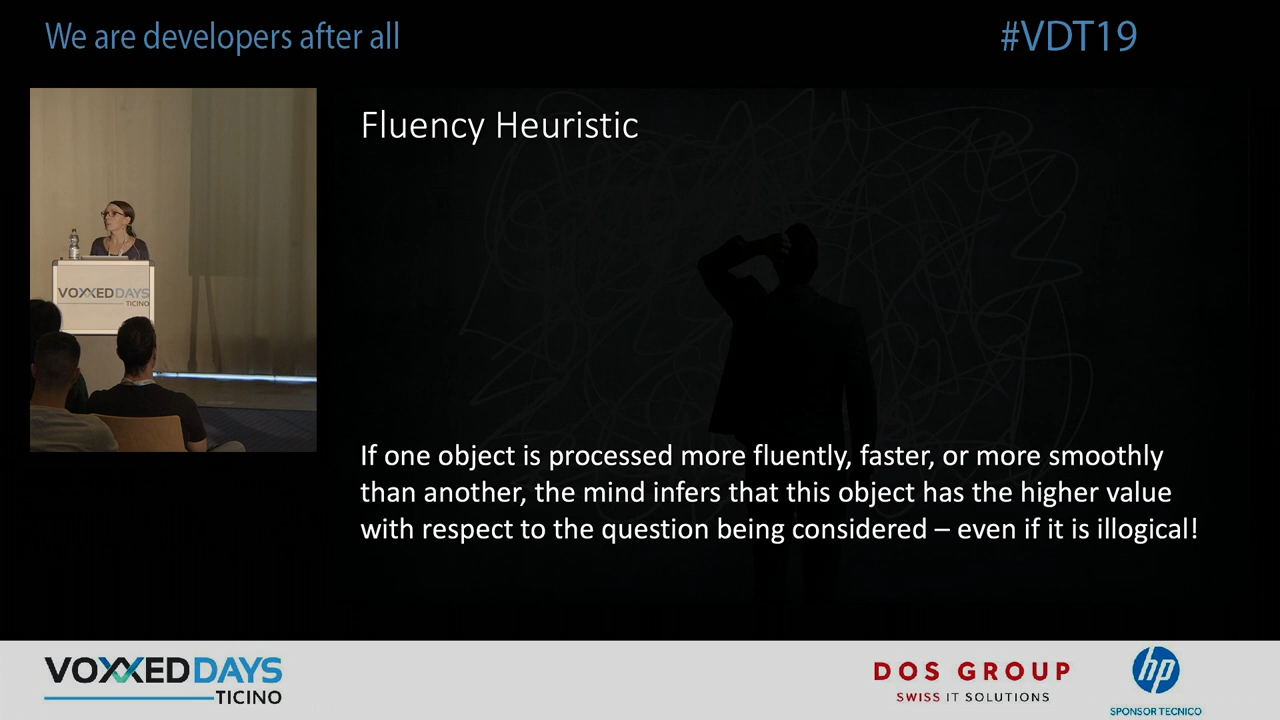 We are developers after all
#VDT19
Fluency Heuristic
VOXXEDDAYS
TICINO
If one object is processed more fluently, faster, or more smoothly
than another, the mind infers that this object has the higher value
with respect to the question being considered – even if it is illogical!
VOXXEDDAYS
TICINO
DOS GROUP
SWISS IT SOLUTIONS
hp
SPONSOR TECNICO